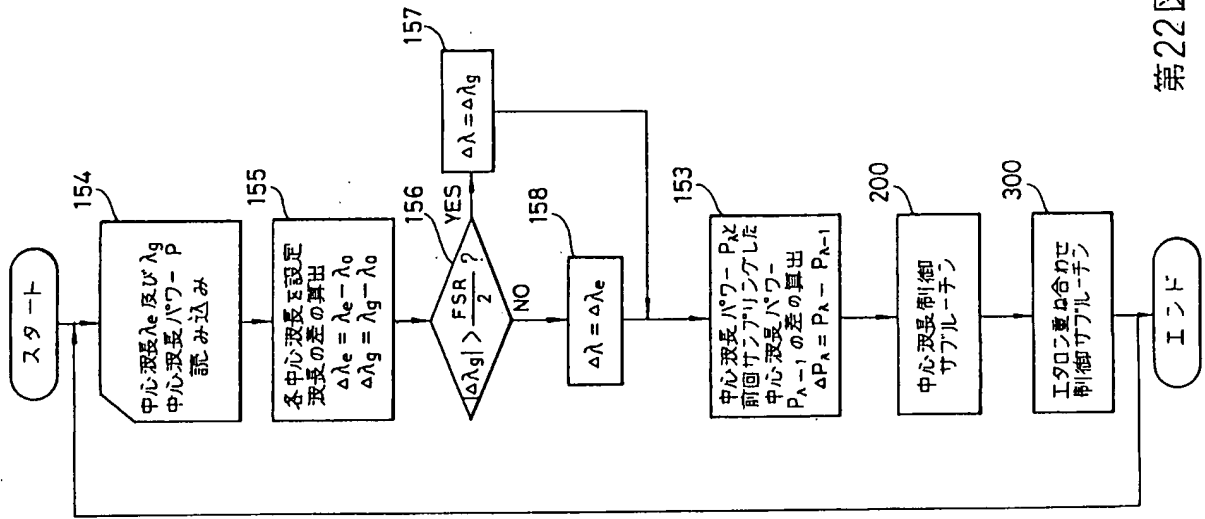 スタート
154
中心波長λe 及び λg
中心波長パワー P
読み込み
155
各中心波長と設定
波長の差の算出
Δλe = λe − λ0
Δλg = λg − λ0
156
|Δλg| > FSR/2 ?
YES
157
Δλ = Δλg
NO
158
Δλ = Δλe
153
中心波長パワー Pλと
前回サンプリングした
中心波長パワー
Pλ−1 の差の算出
ΔPλ = Pλ − Pλ−1
200
中心波長制御
サブルーチン
300
エタロン重ね合わせ
制御サブルーチン
エンド
第22図